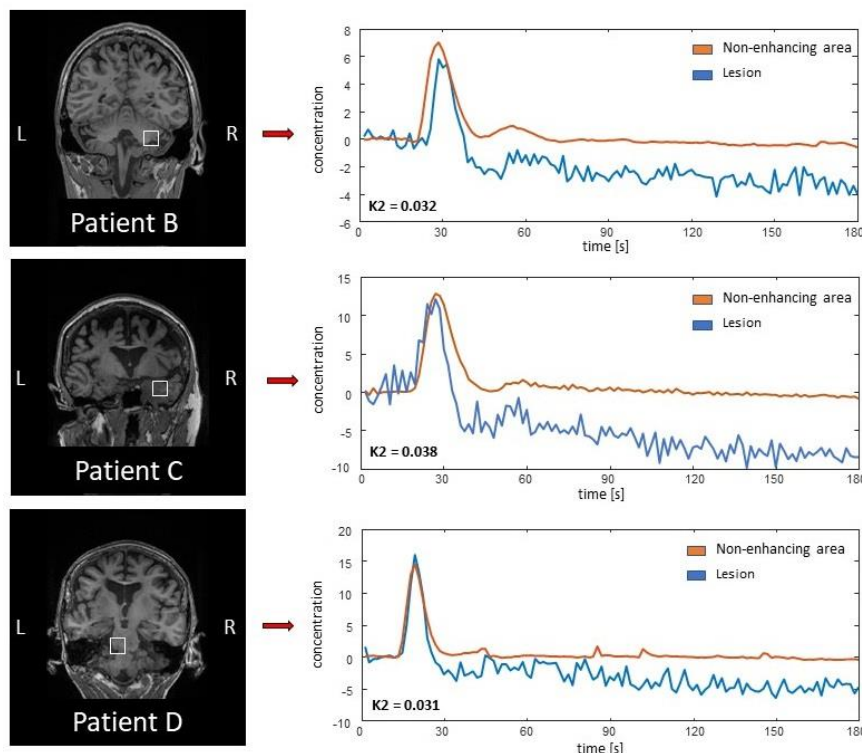 L
R
Patient B
8
6
4
2
0
-2
-4
-6
concentration
Non-enhancing area
Lesion
K2 = 0.032
0 30 60 90 120 150 180
time [s]
L
R
Patient C
15
10
5
0
-5
-10
concentration
Non-enhancing area
Lesion
K2 = 0.038
0 30 60 90 120 150 180
time [s]
L
R
Patient D
20
15
10
5
0
-5
-10
concentration
Non-enhancing area
Lesion
K2 = 0.031
0 30 60 90 120 150 180
time [s]